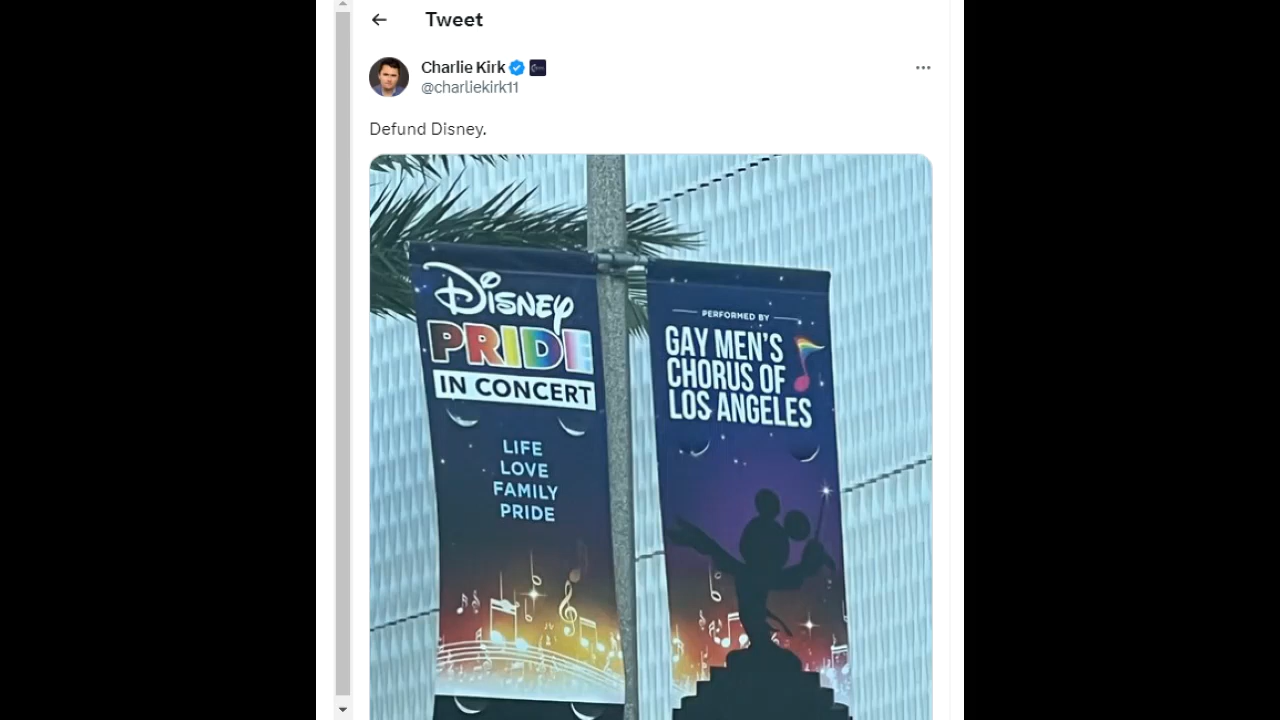 Tweet
Charlie Kirk
@charliekirk11
Defund Disney.
Disney
PRIDE
IN CONCERT
LIFE
LOVE
FAMILY
PRIDE
PERFORMED BY
GAY MEN'S
CHORUS OF
LOS ANGELES